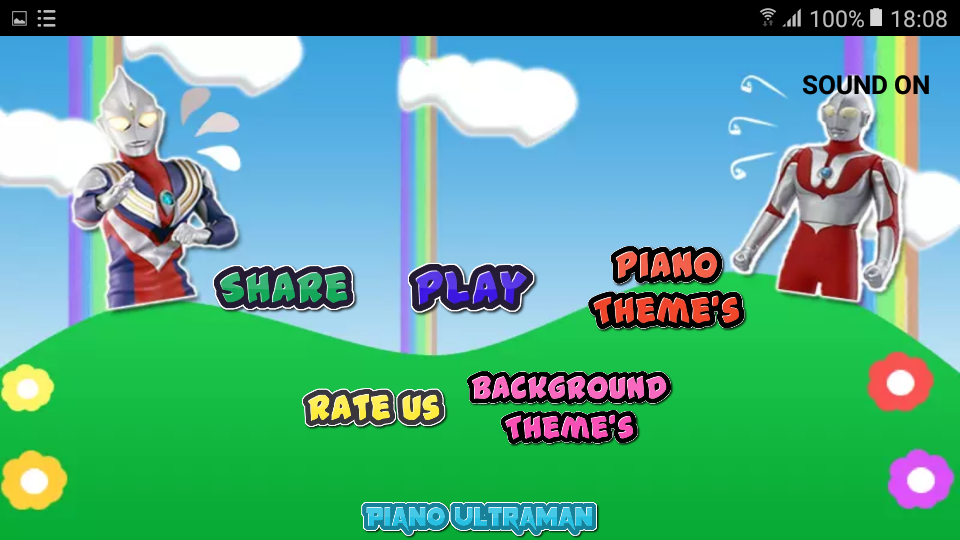 100% 18:08
SOUND ON
SHARE
PLAY
PIANO
THEME'S
RATE US
BACKGROUND
THEME'S
PIANO ULTRAMAN